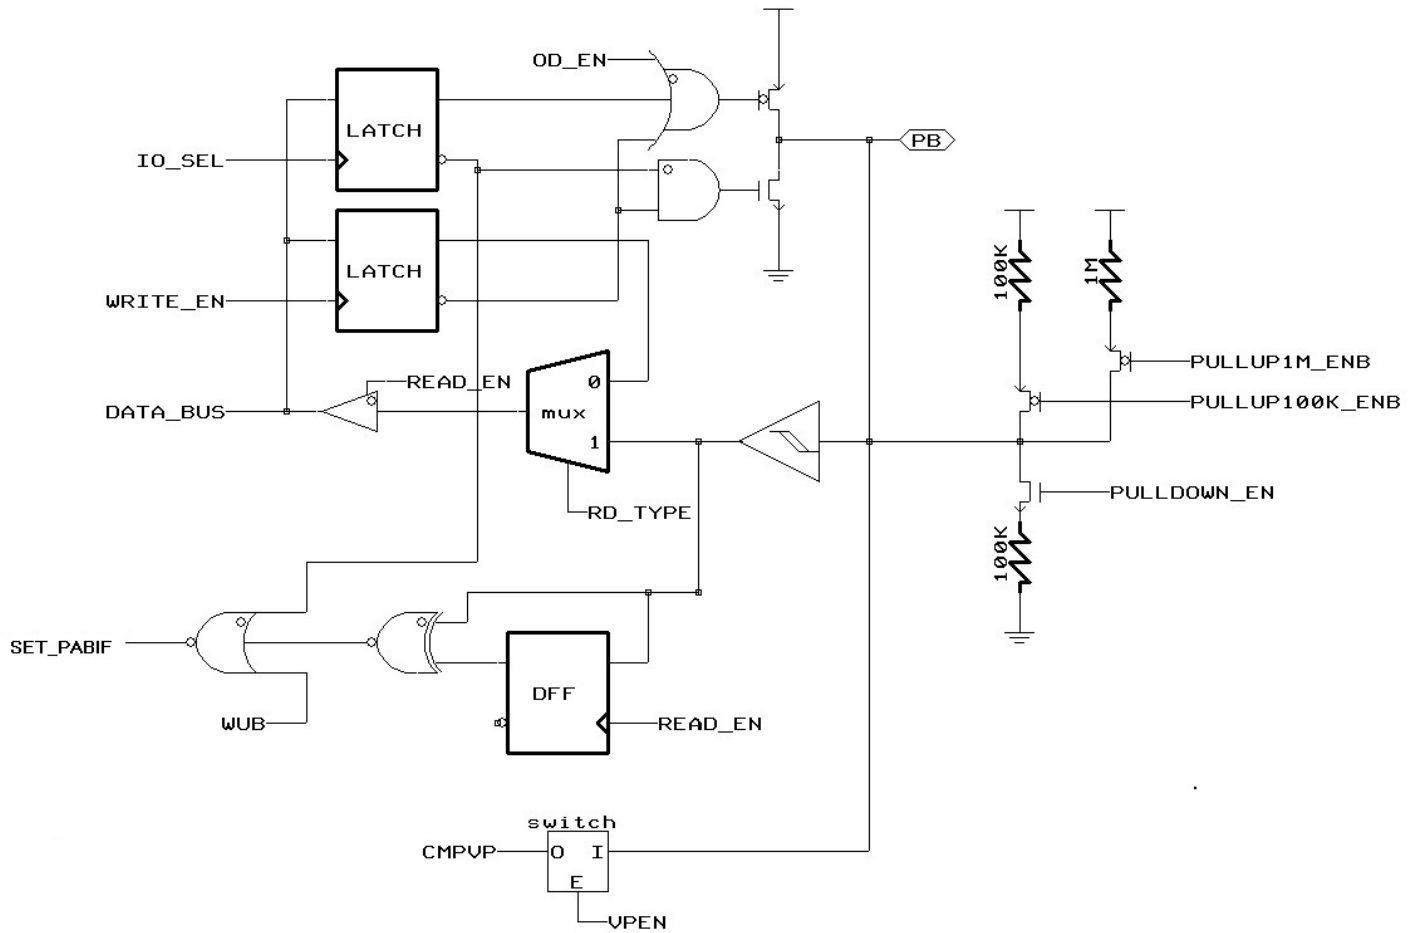 OD_EN
LATCH
IO_SEL
PB
LATCH
WRITE_EN
100K
1M
READ_EN
0
PULLUP1M_ENB
DATA_BUS
mux
PULLUP100K_ENB
1
RD_TYPE
PULLDOWN_EN
100K
SET_PABIF
DFF
WUB
READ_EN
switch
CMPVP
O I
E
VPEN